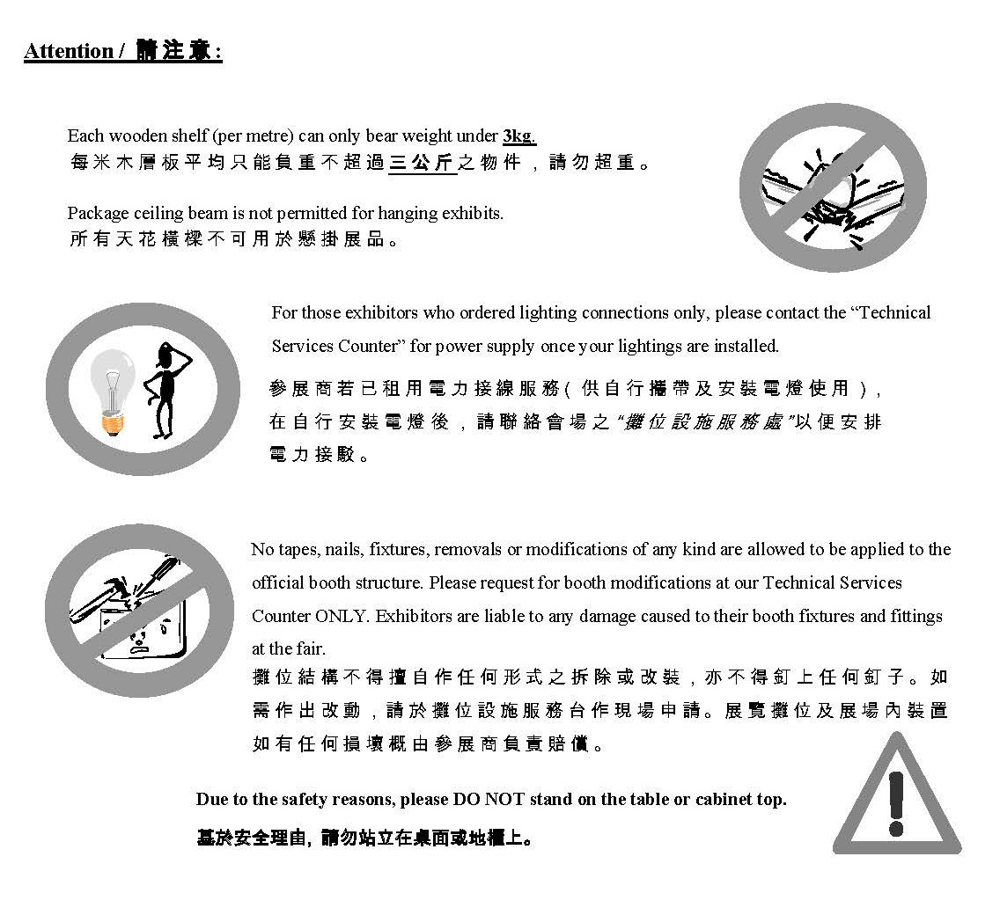 Attention / 請注意:
Each wooden shelf (per metre) can only bear weight under 3kg.
每米木層板平均只能負重不超過三公斤之物件，請勿超重。
Package ceiling beam is not permitted for hanging exhibits.
所有天花橫樑不可用於懸掛展品。
For those exhibitors who ordered lighting connections only, please contact the “Technical
Services Counter” for power supply once your lightings are installed.
參展商若已租用電力接線服務(供自行攜帶及安裝電燈使用)，
在自行安裝電燈後，請聯絡會場之“攤位設施服務處”以便安排
電力接駁。
No tapes, nails, fixtures, removals or modifications of any kind are allowed to be applied to the
official booth structure. Please request for booth modifications at our Technical Services
Counter ONLY. Exhibitors are liable to any damage caused to their booth fixtures and fittings
at the fair.
攤位結構不得擅自作任何形式之拆除或改裝，亦不得釘上任何釘子。如
需作出改動，請於攤位設施服務台作現場申請。展覽攤位及展場內裝置
如有任何損壞概由參展商負責賠償。
Due to the safety reasons, please DO NOT stand on the table or cabinet top.
基於安全理由, 請勿站立在桌面或地櫃上。